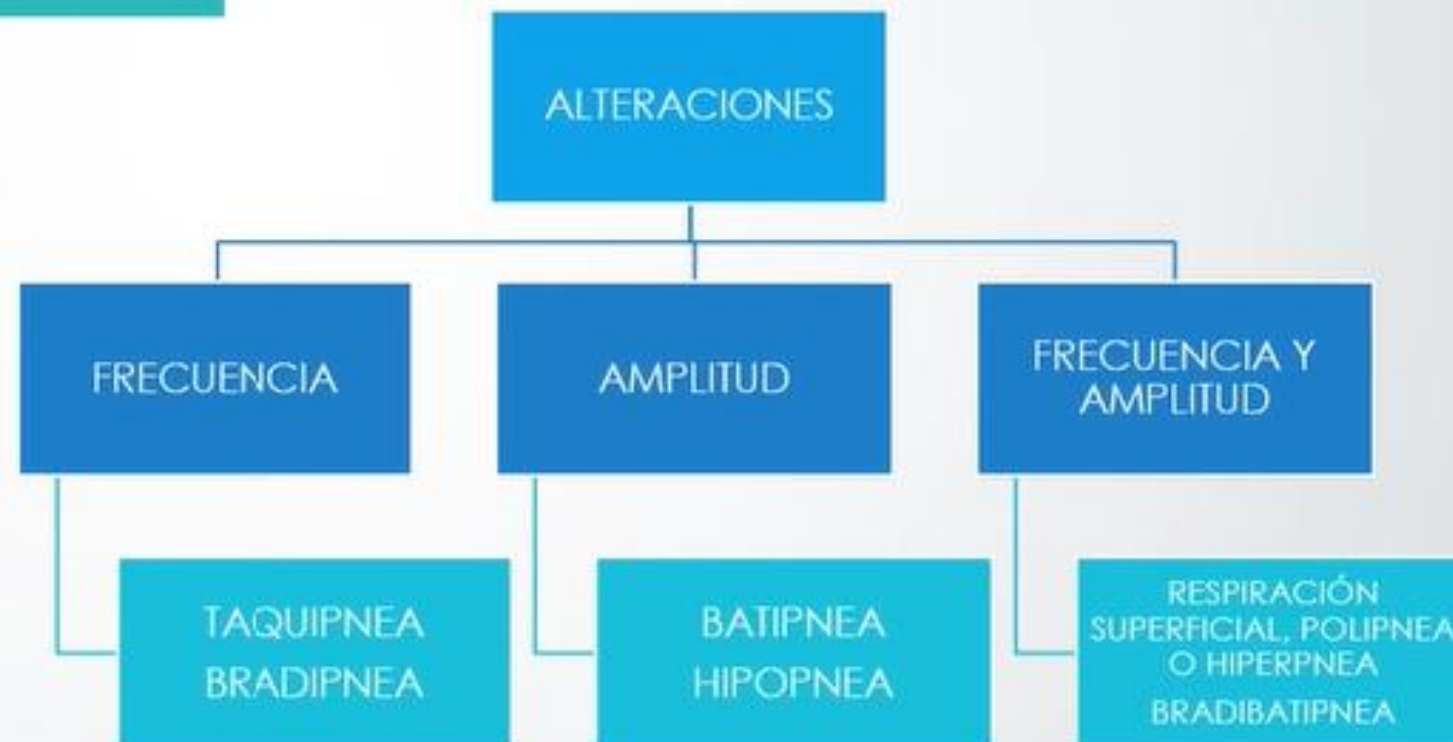 ALTERACIONES
FRECUENCIA
AMPLITUD
FRECUENCIA Y
AMPLITUD
TAQUIPNEA
BRADIPNEA
BATIPNEA
HIPOPNEA
RESPIRACIÓN
SUPERFICIAL, POLIPNEA
O HIPERPNEA
BRADIBATIPNEA